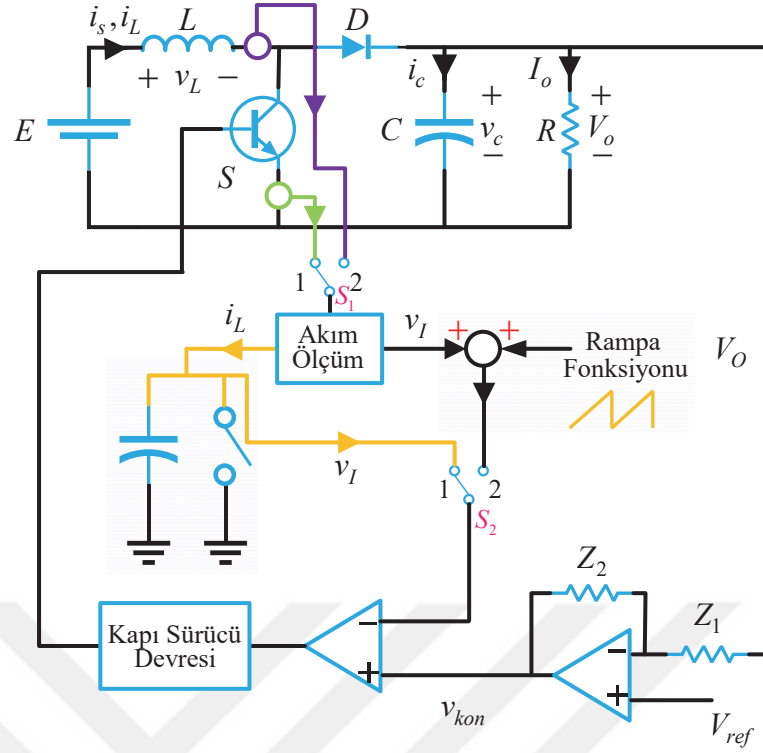 i_s, i_L
L
D
+ v_L −
E
S
i_c
I_o
C
+
v_c
−
R
+
V_o
−
1
2
S_1
i_L
Akım
Ölçüm
v_I
+
+
Rampa
Fonksiyonu
V_O
v_I
1
2
S_2
Z_2
Z_1
Kapı Sürücü
Devresi
−
+
−
+
v_kon
V_ref